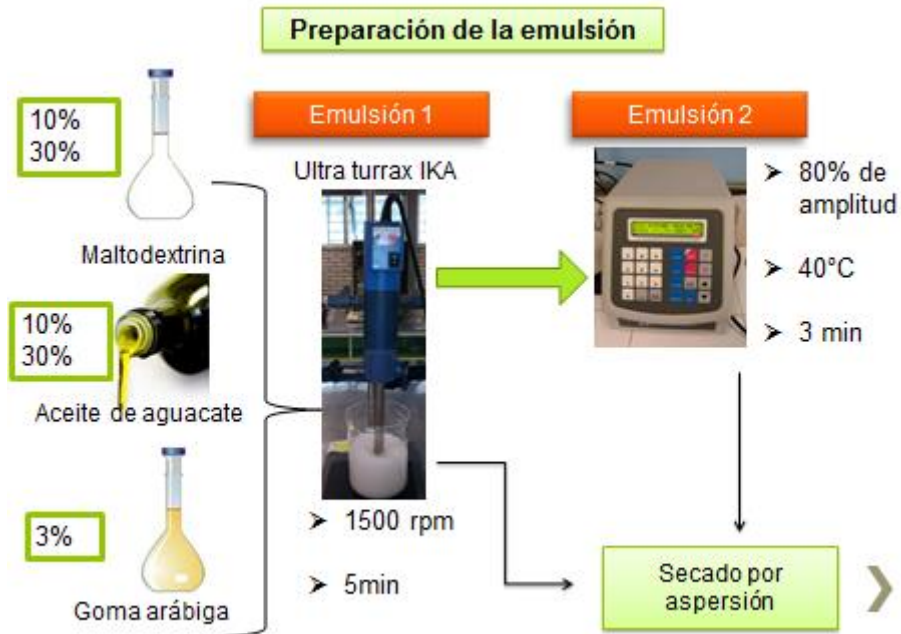 Preparación de la emulsión
10%
30%
Maltodextrina
10%
30%
Aceite de aguacate
3%
Goma arábiga
Emulsión 1
Ultra turrax IKA
➤ 1500 rpm
➤ 5min
Emulsión 2
➤ 80% de
amplitud
➤ 40°C
➤ 3 min
Secado por
aspersión